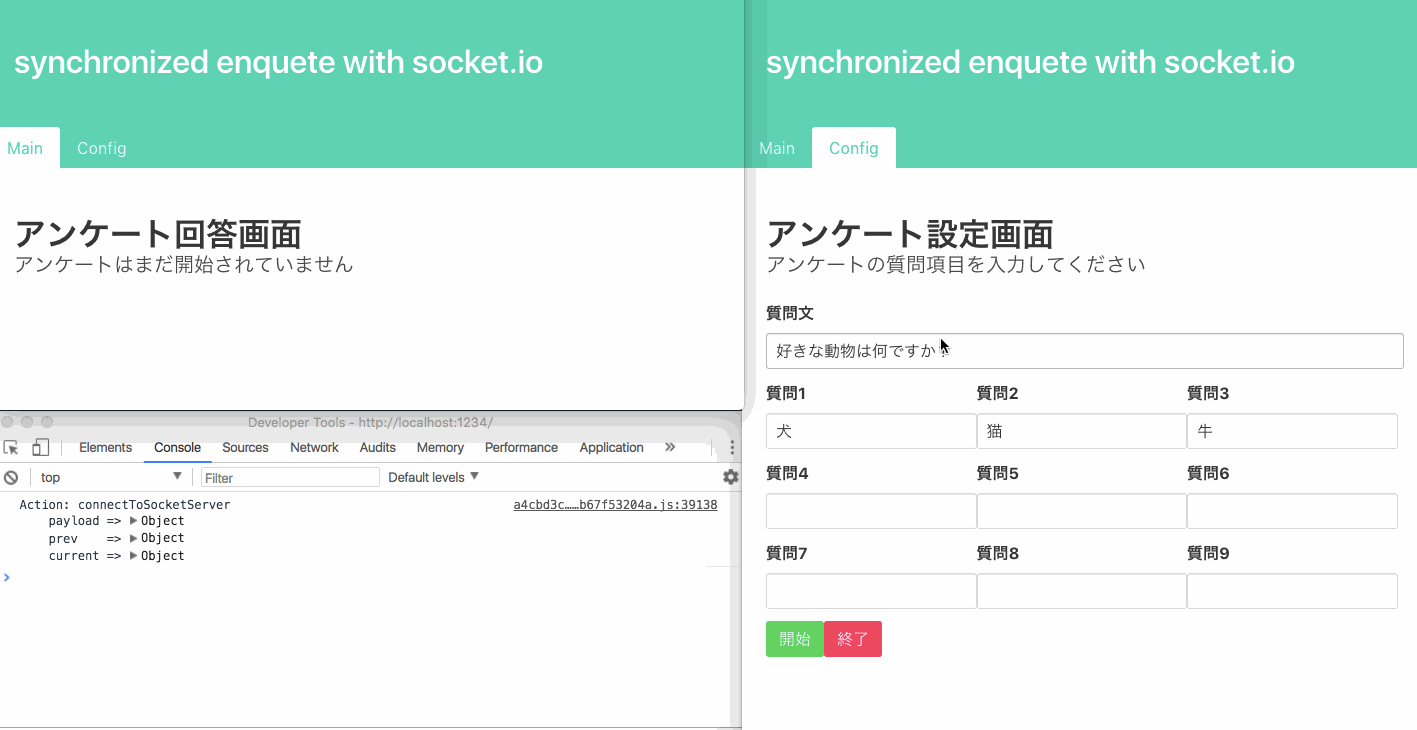 synchronized enquete with socket.io
Main Config
アンケート回答画面
アンケートはまだ開始されていません
Developer Tools - http://localhost:1234/
Elements Console Sources Network Audits Memory Performance Application »
top ▼ Filter Default levels ▼
Action: connectToSocketServer a4cbd3c……b67f53204a.js:39138
payload => ▶Object
prev => ▶Object
current => ▶Object
synchronized enquete with socket.io
Main Config
アンケート設定画面
アンケートの質問項目を入力してください
質問文
好きな動物は何ですか?
質問1 質問2 質問3
犬 猫 牛
質問4 質問5 質問6
質問7 質問8 質問9
開始 終了